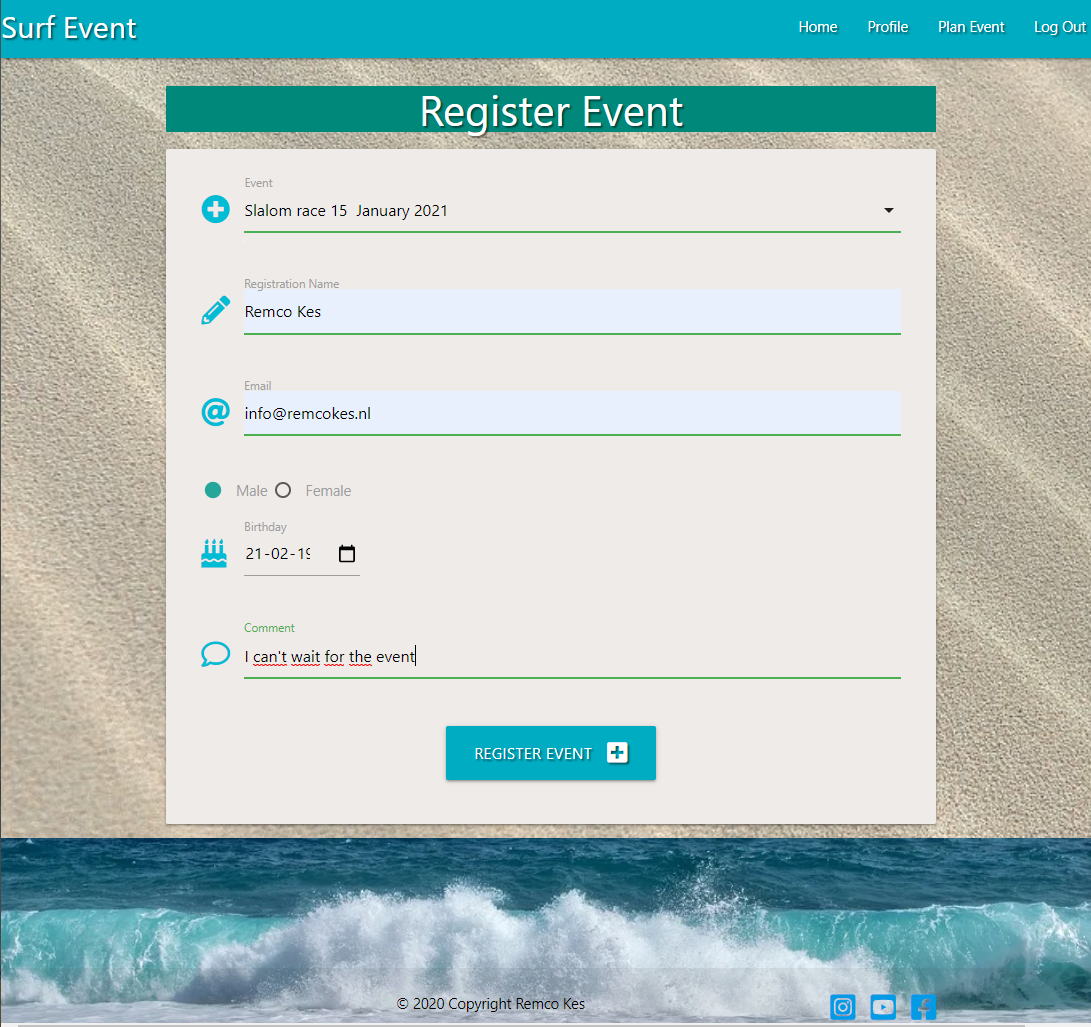 Surf Event
Home Profile Plan Event Log Out
Register Event
Event
Slalom race 15 January 2021
Registration Name
Remco Kes
Email
info@remcokes.nl
Male Female
Birthday
21-02-19
Comment
I can't wait for the event
REGISTER EVENT
© 2020 Copyright Remco Kes